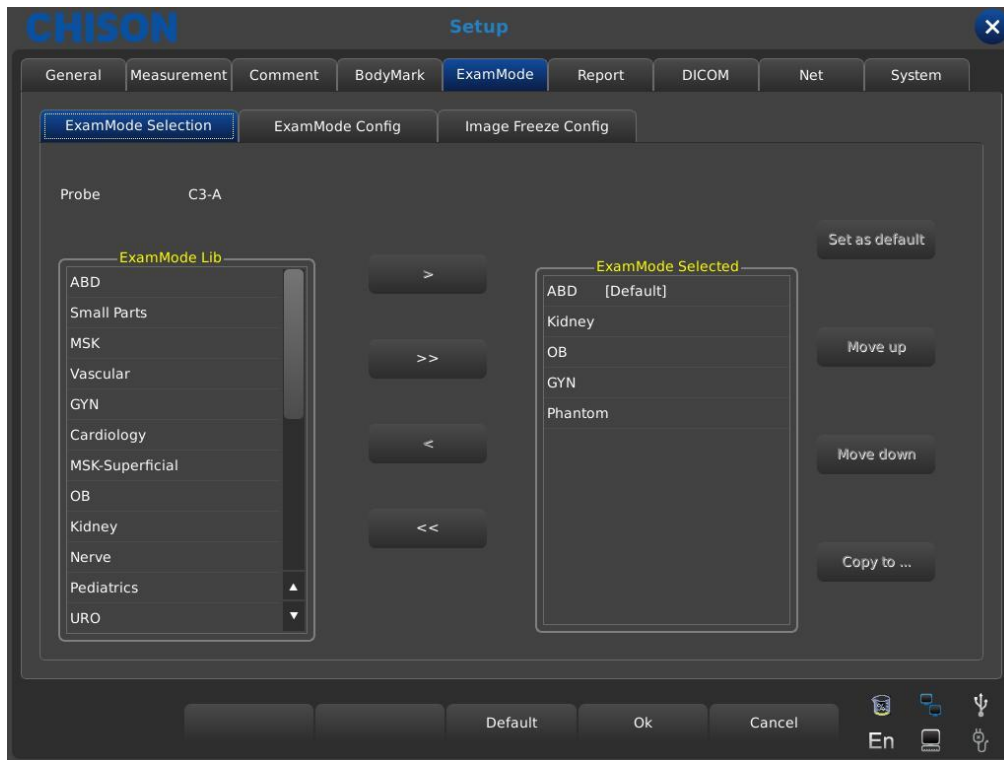 CHISON
Setup
General Measurement Comment BodyMark ExamMode Report DICOM Net System
ExamMode Selection ExamMode Config Image Freeze Config
Probe C3-A
ExamMode Lib
ABD
Small Parts
MSK
Vascular
GYN
Cardiology
MSK-Superficial
OB
Kidney
Nerve
Pediatrics
URO
>
>>
<
<<
ExamMode Selected
ABD [Default]
Kidney
OB
GYN
Phantom
Set as default
Move up
Move down
Copy to ...
Default Ok Cancel
En